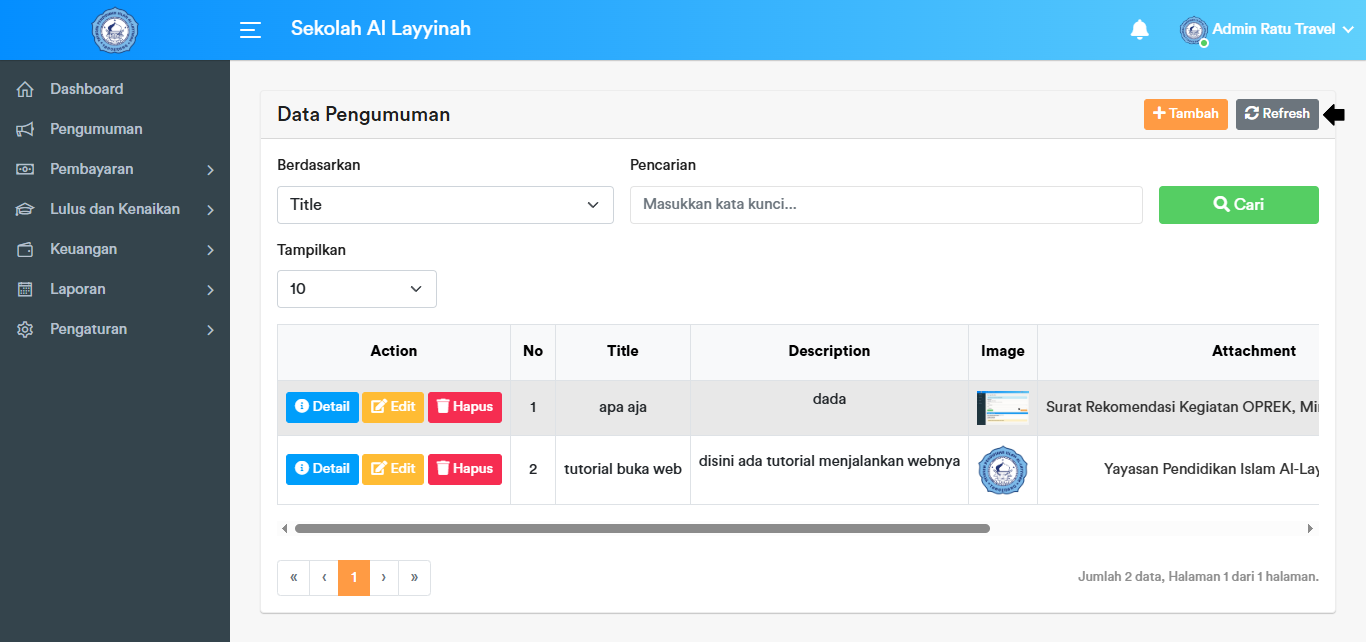 Sekolah Al Layyinah
Admin Ratu Travel
Dashboard
Pengumuman
Pembayaran
Lulus dan Kenaikan
Keuangan
Laporan
Pengaturan
Data Pengumuman
Tambah
Refresh
Berdasarkan
Pencarian
Title
Masukkan kata kunci...
Cari
Tampilkan
10
Action No Title Description Image Attachment
Detail Edit Hapus 1 apa aja dada Surat Rekomendasi Kegiatan OPREK, Mi
Detail Edit Hapus 2 tutorial buka web disini ada tutorial menjalankan webnya Yayasan Pendidikan Islam Al-Lay
« ‹ 1 › »
Jumlah 2 data, Halaman 1 dari 1 halaman.